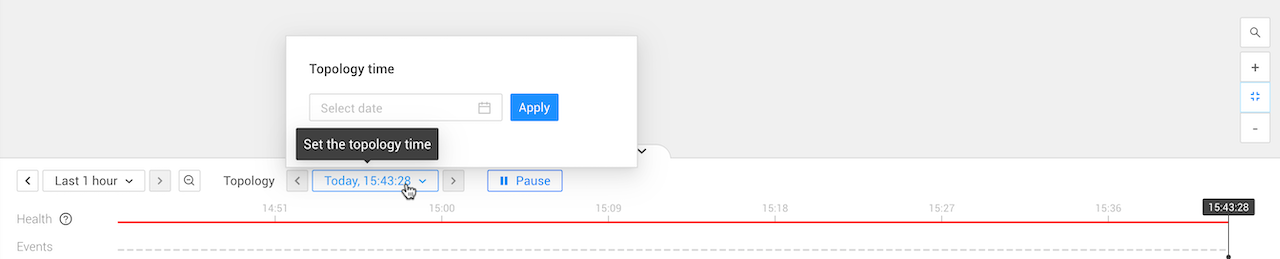 Topology time
Select date
Apply
Set the topology time
Last 1 hour
Topology
Today, 15:43:28
Pause
14:51
15:00
15:09
15:18
15:27
15:36
15:43:28
Health ?
Events
+
-